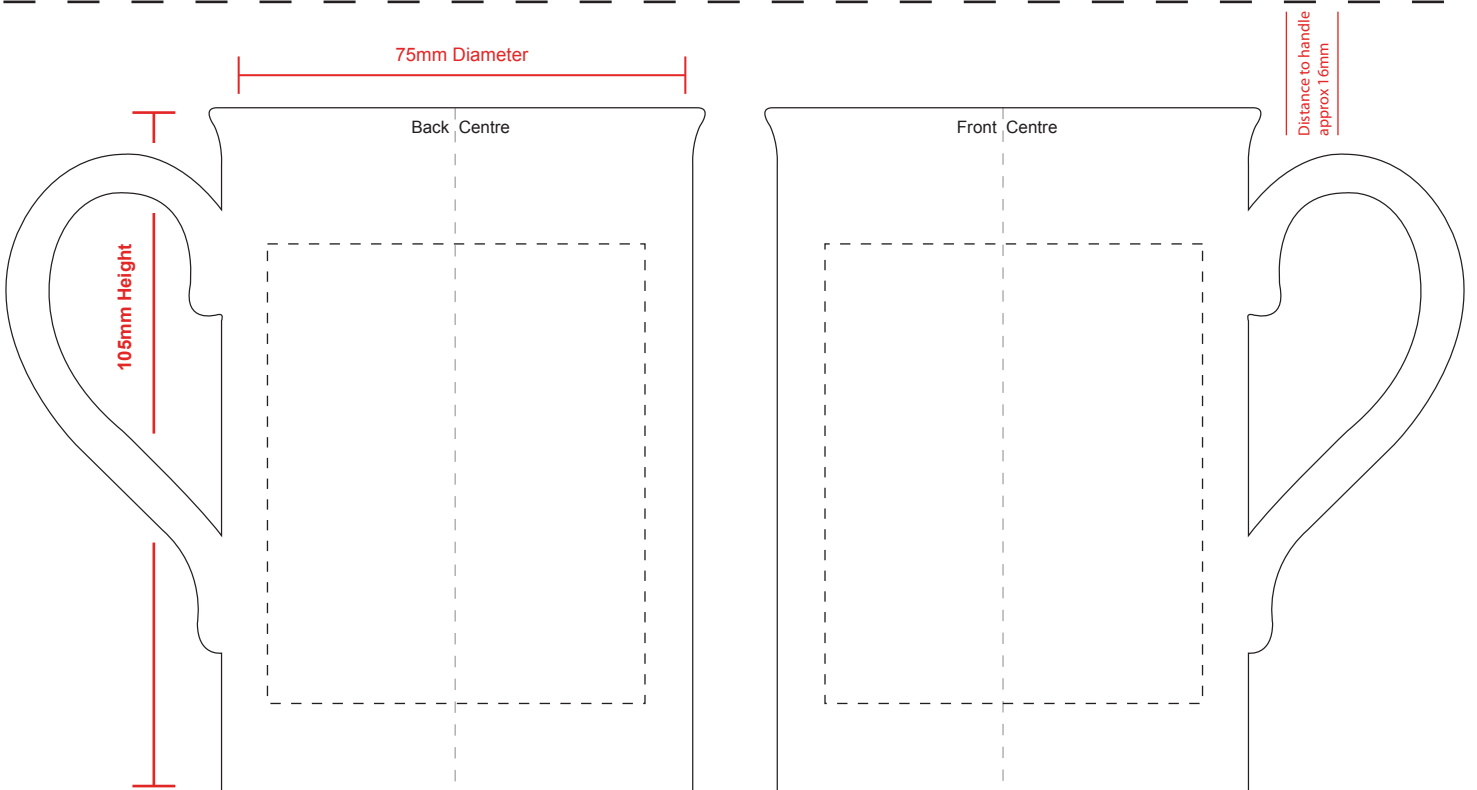 75mm Diameter
Distance to handle
approx 16mm
Back Centre
Front Centre
105mm Height